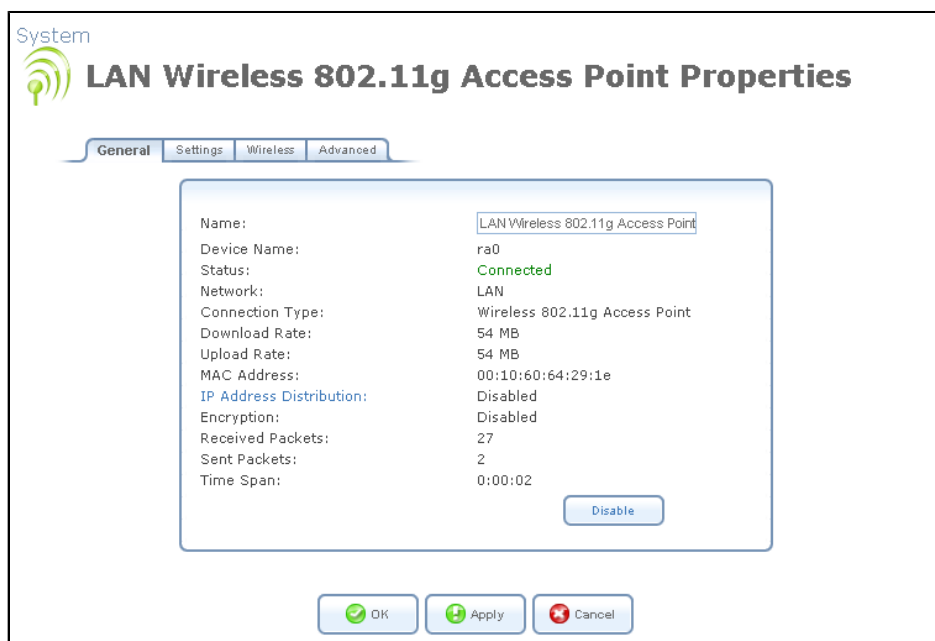 System
LAN Wireless 802.11g Access Point Properties
General Settings Wireless Advanced
Name: LAN Wireless 802.11g Access Point
Device Name: ra0
Status: Connected
Network: LAN
Connection Type: Wireless 802.11g Access Point
Download Rate: 54 MB
Upload Rate: 54 MB
MAC Address: 00:10:60:64:29:1e
IP Address Distribution: Disabled
Encryption: Disabled
Received Packets: 27
Sent Packets: 2
Time Span: 0:00:02
Disable
OK Apply Cancel